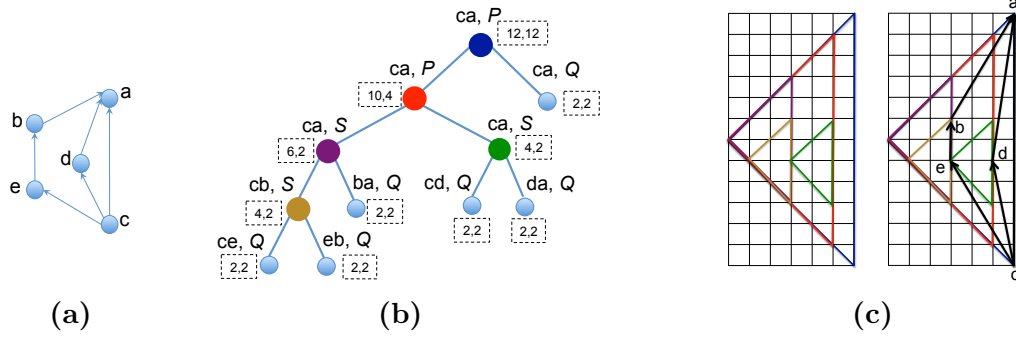 a
b
d
e
c
(a)
ca, P
12,12
ca, P
10,4
ca, Q
2,2
ca, S
6,2
ca, S
4,2
cb, S
4,2
ba, Q
2,2
cd, Q
2,2
da, Q
2,2
ce, Q
2,2
eb, Q
2,2
(b)
a
b
d
e
c
(c)